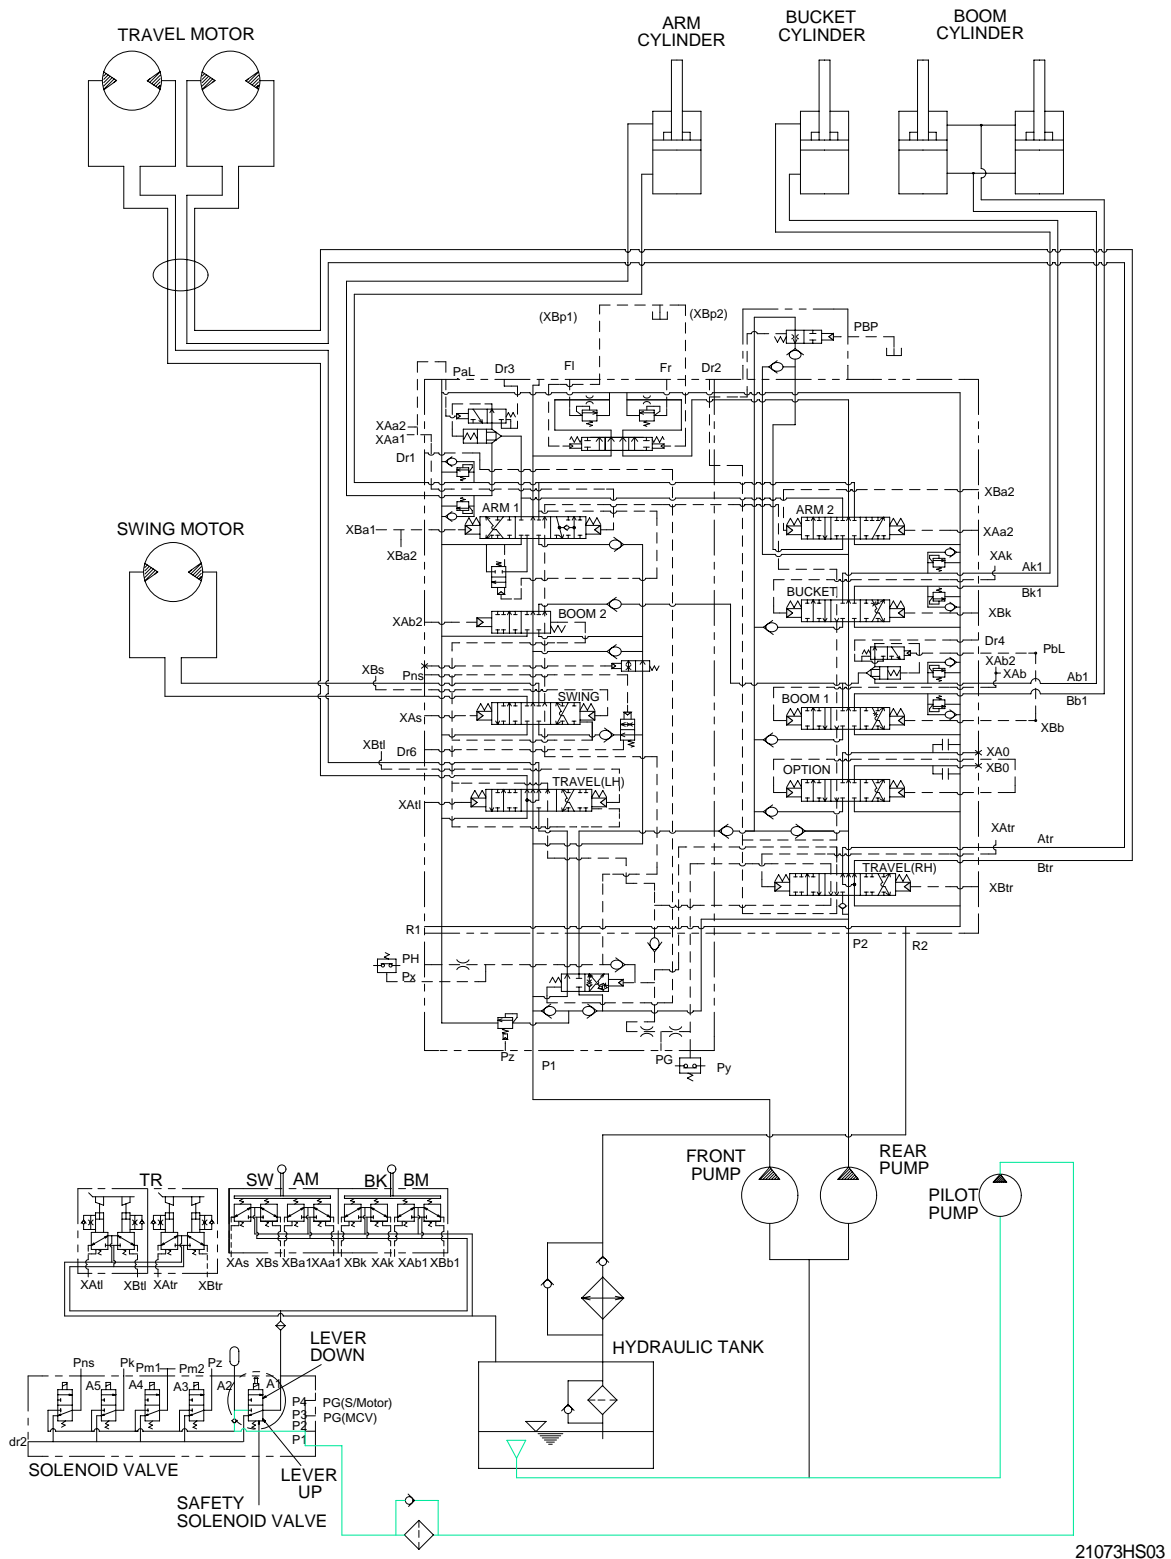 TRAVEL MOTOR
ARM
CYLINDER
BUCKET
CYLINDER
BOOM
CYLINDER
(XBp1)
(XBp2)
PBP
PaL
Dr3
Fl
Fr
Dr2
XAa2
XAa1
Dr1
XBa2
ARM 1
ARM 2
SWING MOTOR
XBa1
XBa2
XAa2
XAk
Ak1
Bk1
BUCKET
XBk
BOOM 2
XAb2
Dr4
PbL
XAb2
XAb
Ab1
Bb1
XBs
Pns
SWING
BOOM 1
XAs
XBb
XBtl
Dr6
XA0
XB0
OPTION
TRAVEL(LH)
XAtl
XAtr
Atr
Btr
TRAVEL(RH)
XBtr
R1
P2
R2
PH
Px
Pz
P1
PG
Py
FRONT
PUMP
REAR
PUMP
PILOT
PUMP
TR
SW
AM
BK
BM
XAs
XBs
XBa1
XAa1
XBk
XAk
XAb1
XBb1
XAtl
XBtl
XAtr
XBtr
HYDRAULIC TANK
LEVER
DOWN
Pns
Pk
Pm1
Pm2
Pz
A5
A4
A3
A2
A1
P4
PG(S/Motor)
P3
PG(MCV)
P2
P1
dr2
SOLENOID VALVE
LEVER
UP
SAFETY
SOLENOID VALVE
21073HS03